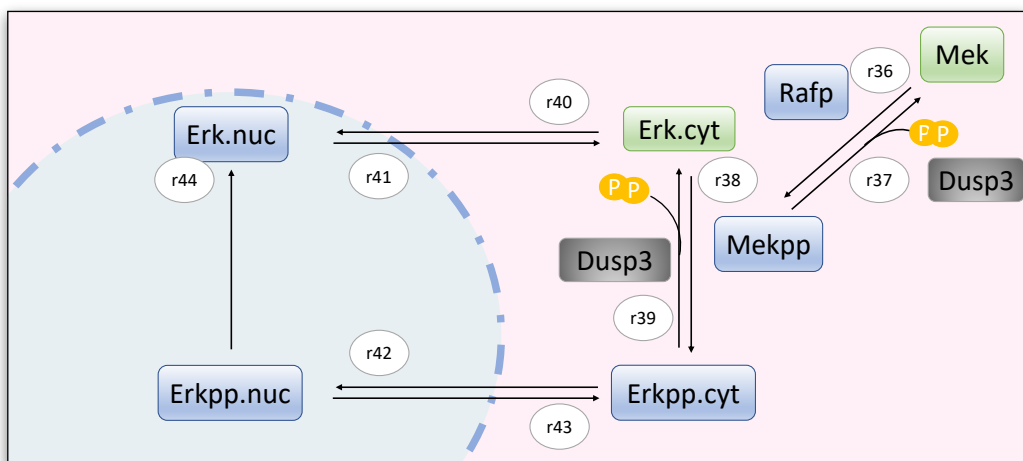 Mek
r36
Rafp
r40
Erk.nuc
Erk.cyt
P P
r44
r41
r38
r37
Dusp3
P P
Mekpp
Dusp3
r39
r42
Erkpp.nuc
Erkpp.cyt
r43